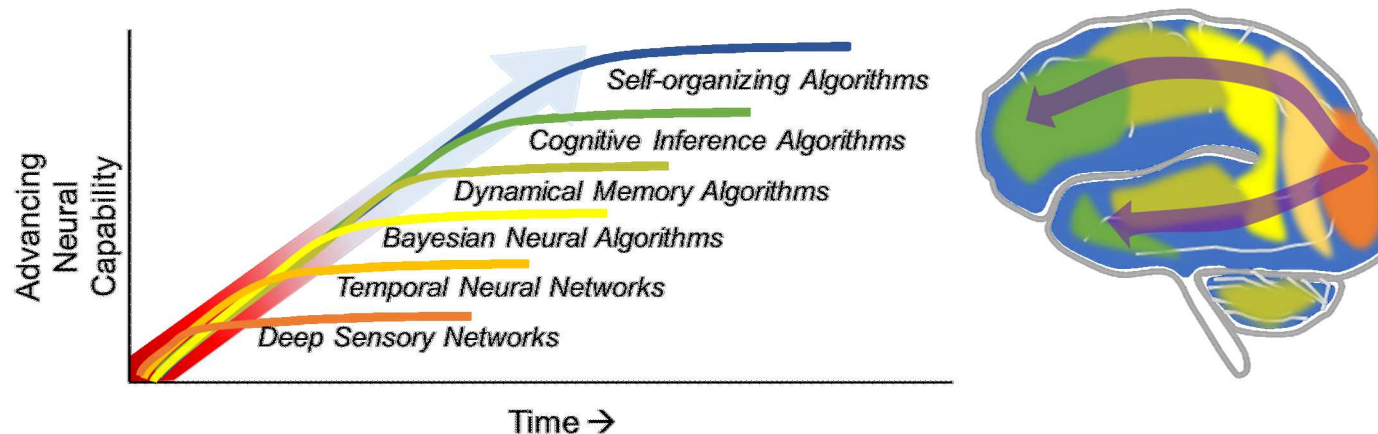 Self-organizing Algorithms
Cognitive Inference Algorithms
Dynamical Memory Algorithms
Bayesian Neural Algorithms
Temporal Neural Networks
Deep Sensory Networks
Advancing
Neural
Capability
Time →